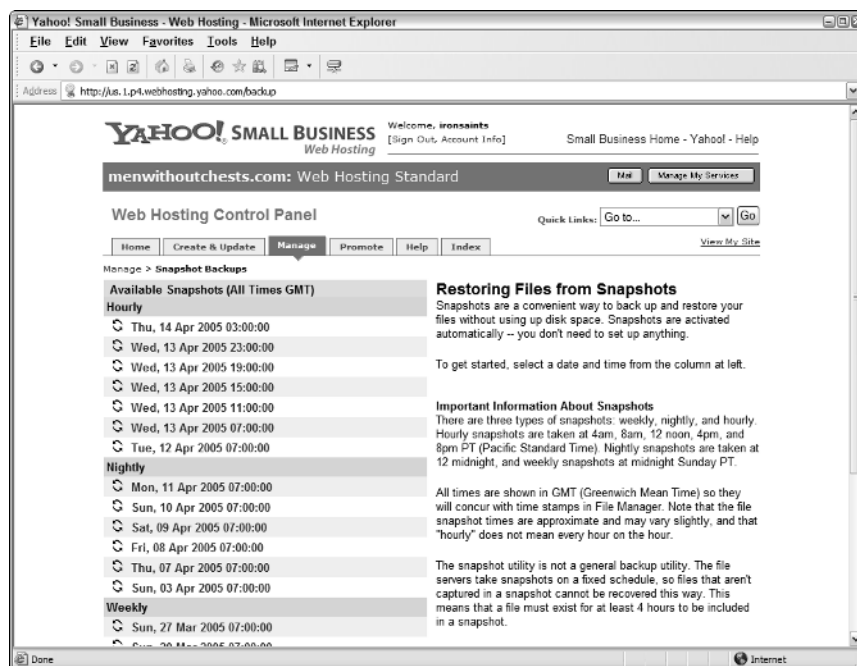 Yahoo! Small Business - Web Hosting - Microsoft Internet Explorer
File Edit View Favorites Tools Help
Address http://us.1.p4.webhosting.yahoo.com/backup
YAHOO! SMALL BUSINESS
Web Hosting
Welcome, ironsaints
[Sign Out, Account Info]
Small Business Home - Yahoo! - Help
menwithoutchests.com: Web Hosting Standard
Mail Manage My Services
Web Hosting Control Panel
Quick Links: Go to... Go
Home Create & Update Manage Promote Help Index
View My Site
Manage > Snapshot Backups
Available Snapshots (All Times GMT)
Hourly
Thu, 14 Apr 2005 03:00:00
Wed, 13 Apr 2005 23:00:00
Wed, 13 Apr 2005 19:00:00
Wed, 13 Apr 2005 15:00:00
Wed, 13 Apr 2005 11:00:00
Wed, 13 Apr 2005 07:00:00
Tue, 12 Apr 2005 07:00:00
Nightly
Mon, 11 Apr 2005 07:00:00
Sun, 10 Apr 2005 07:00:00
Sat, 09 Apr 2005 07:00:00
Fri, 08 Apr 2005 07:00:00
Thu, 07 Apr 2005 07:00:00
Sun, 03 Apr 2005 07:00:00
Weekly
Sun, 27 Mar 2005 07:00:00
Restoring Files from Snapshots
Snapshots are a convenient way to back up and restore your
files without using up disk space. Snapshots are activated
automatically -- you don't need to set up anything.
To get started, select a date and time from the column at left.
Important Information About Snapshots
There are three types of snapshots: weekly, nightly, and hourly.
Hourly snapshots are taken at 4am, 8am, 12 noon, 4pm, and
8pm PT (Pacific Standard Time). Nightly snapshots are taken at
12 midnight, and weekly snapshots at midnight Sunday PT.
All times are shown in GMT (Greenwich Mean Time) so they
will concur with time stamps in File Manager. Note that the file
snapshot times are approximate and may vary slightly, and that
"hourly" does not mean every hour on the hour.
The snapshot utility is not a general backup utility. The file
servers take snapshots on a fixed schedule, so files that aren't
captured in a snapshot cannot be recovered this way. This
means that a file must exist for at least 4 hours to be included
in a snapshot.
Done
Internet